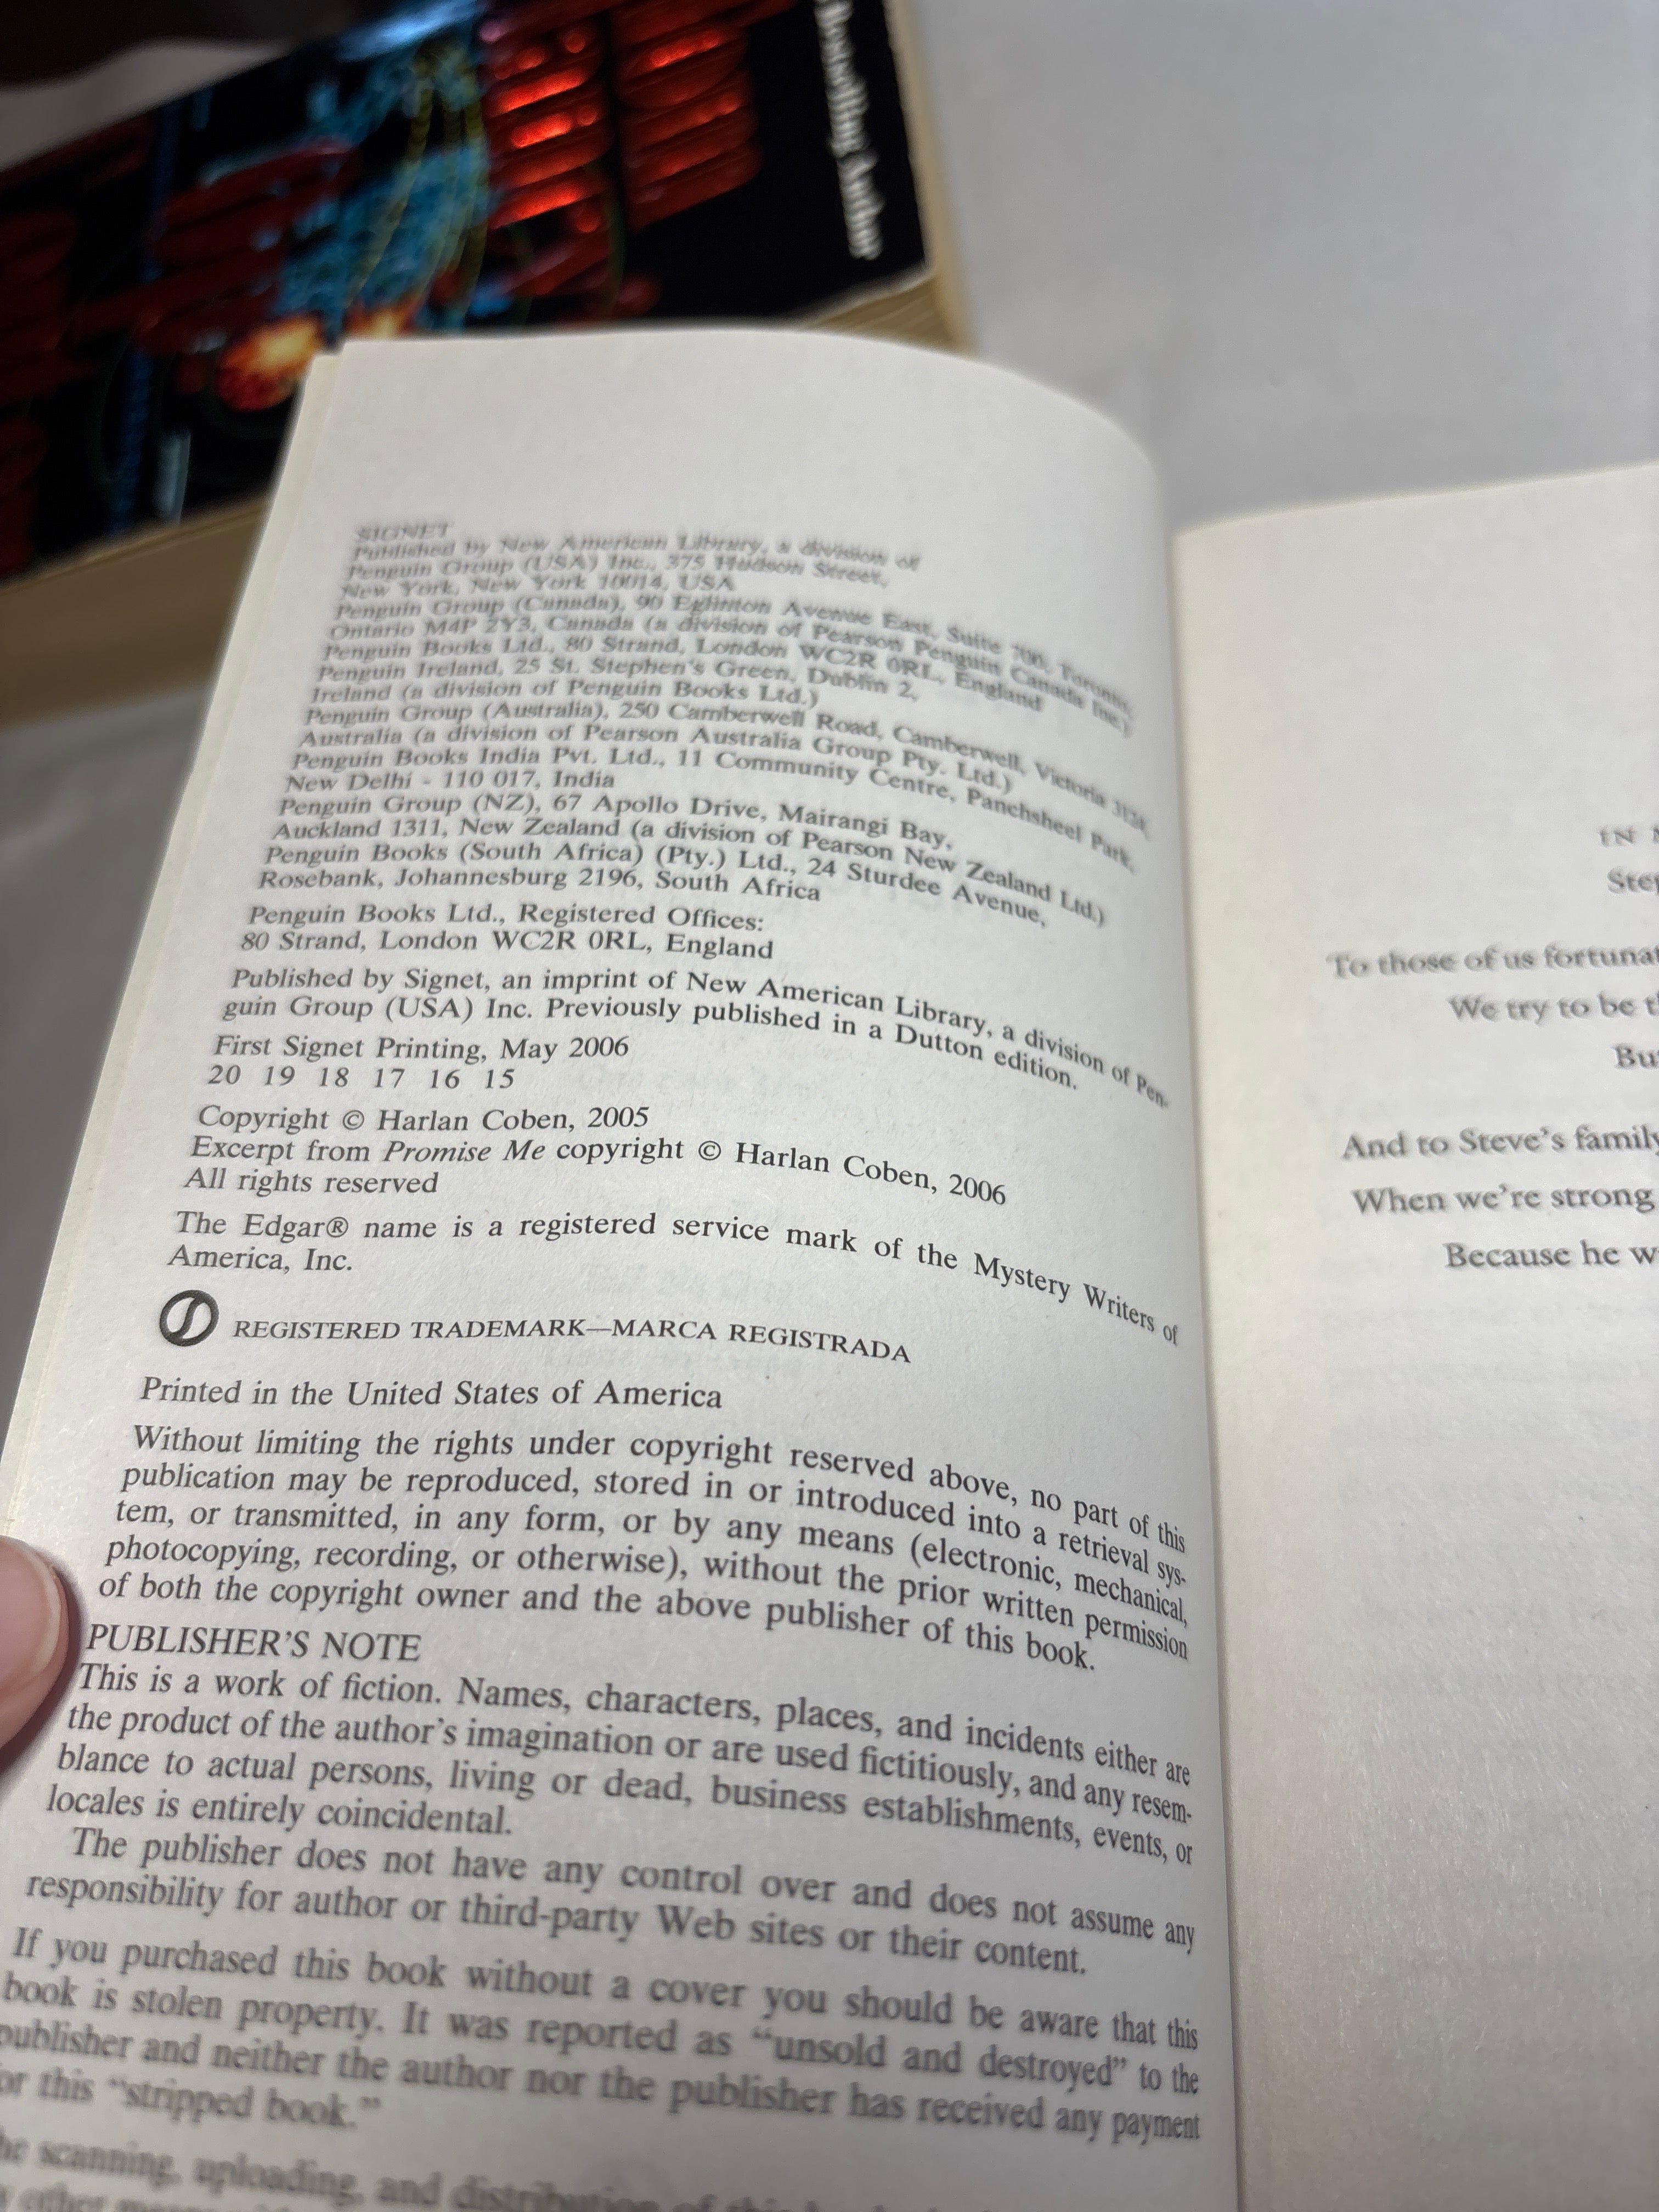 Bestselling Author
SIGNET
Published by New American Library, a division of
Penguin Group (USA) Inc., 375 Hudson Street,
New York, New York 10014, USA
Penguin Group (Canada), 90 Eglinton Avenue East, Suite 700, Toronto,
Ontario M4P 2Y3, Canada (a division of Pearson Penguin Canada Inc.)
Penguin Books Ltd., 80 Strand, London WC2R 0RL, England
Penguin Ireland, 25 St. Stephen's Green, Dublin 2,
Ireland (a division of Penguin Books Ltd.)
Penguin Group (Australia), 250 Camberwell Road, Camberwell, Victoria 3124,
Australia (a division of Pearson Australia Group Pty. Ltd.)
Penguin Books India Pvt. Ltd., 11 Community Centre, Panchsheel Park,
New Delhi - 110 017, India
Penguin Group (NZ), 67 Apollo Drive, Mairangi Bay,
Auckland 1311, New Zealand (a division of Pearson New Zealand Ltd.)
Penguin Books (South Africa) (Pty.) Ltd., 24 Sturdee Avenue,
Rosebank, Johannesburg 2196, South Africa
Penguin Books Ltd., Registered Offices:
80 Strand, London WC2R 0RL, England
Published by Signet, an imprint of New American Library, a division of Pen-
guin Group (USA) Inc. Previously published in a Dutton edition.
First Signet Printing, May 2006
20 19 18 17 16 15
Copyright © Harlan Coben, 2005
Excerpt from Promise Me copyright © Harlan Coben, 2006
All rights reserved
The Edgar® name is a registered service mark of the Mystery Writers of
America, Inc.
REGISTERED TRADEMARK—MARCA REGISTRADA
Printed in the United States of America
Without limiting the rights under copyright reserved above, no part of this
publication may be reproduced, stored in or introduced into a retrieval sys-
tem, or transmitted, in any form, or by any means (electronic, mechanical,
photocopying, recording, or otherwise), without the prior written permission
of both the copyright owner and the above publisher of this book.
PUBLISHER'S NOTE
This is a work of fiction. Names, characters, places, and incidents either are
the product of the author's imagination or are used fictitiously, and any resem-
blance to actual persons, living or dead, business establishments, events, or
locales is entirely coincidental.
The publisher does not have any control over and does not assume any
responsibility for author or third-party Web sites or their content.
If you purchased this book without a cover you should be aware that this
book is stolen property. It was reported as "unsold and destroyed" to the
publisher and neither the author nor the publisher has received any payment
or this "stripped book."
he scanning, uploading, and distribution of this
other means
IN
Step
To those of us fortunat
We try to be t
But
And to Steve's family
When we're strong
Because he w